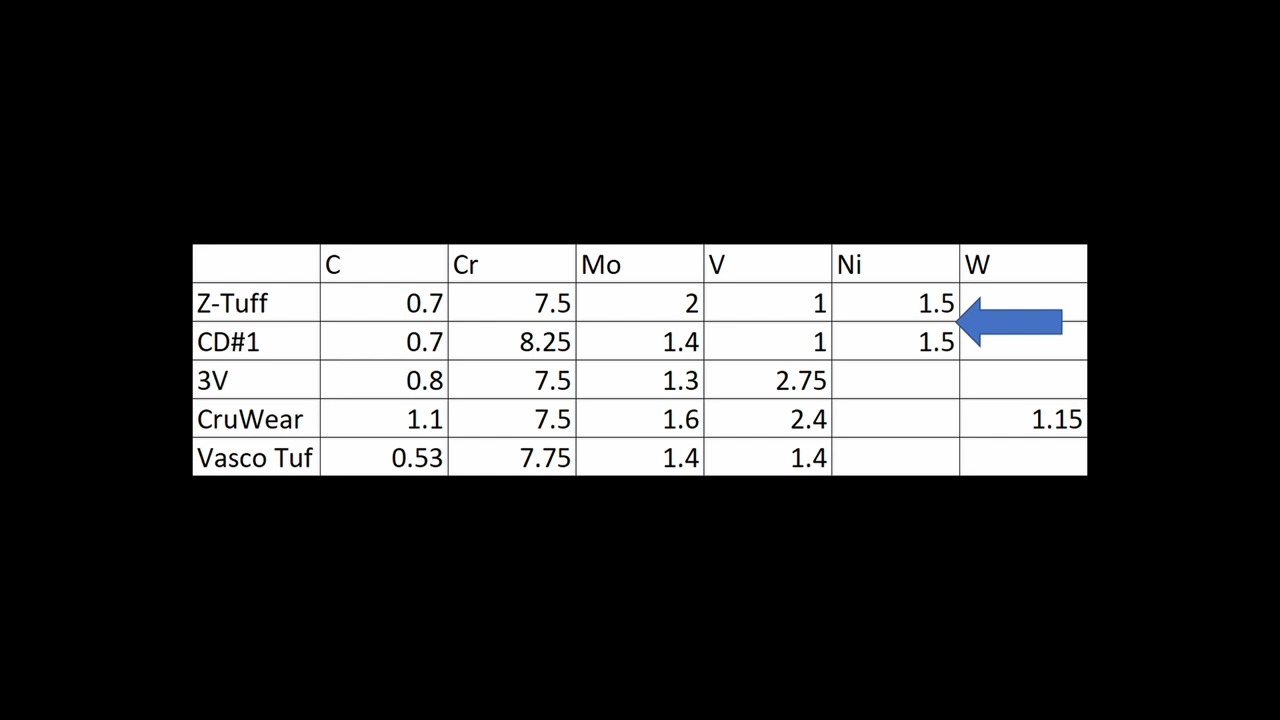 C Cr Mo V Ni W
Z-Tuff 0.7 7.5 2 1 1.5
CD#1 0.7 8.25 1.4 1 1.5
3V 0.8 7.5 1.3 2.75
CruWear 1.1 7.5 1.6 2.4 1.15
Vasco Tuf 0.53 7.75 1.4 1.4